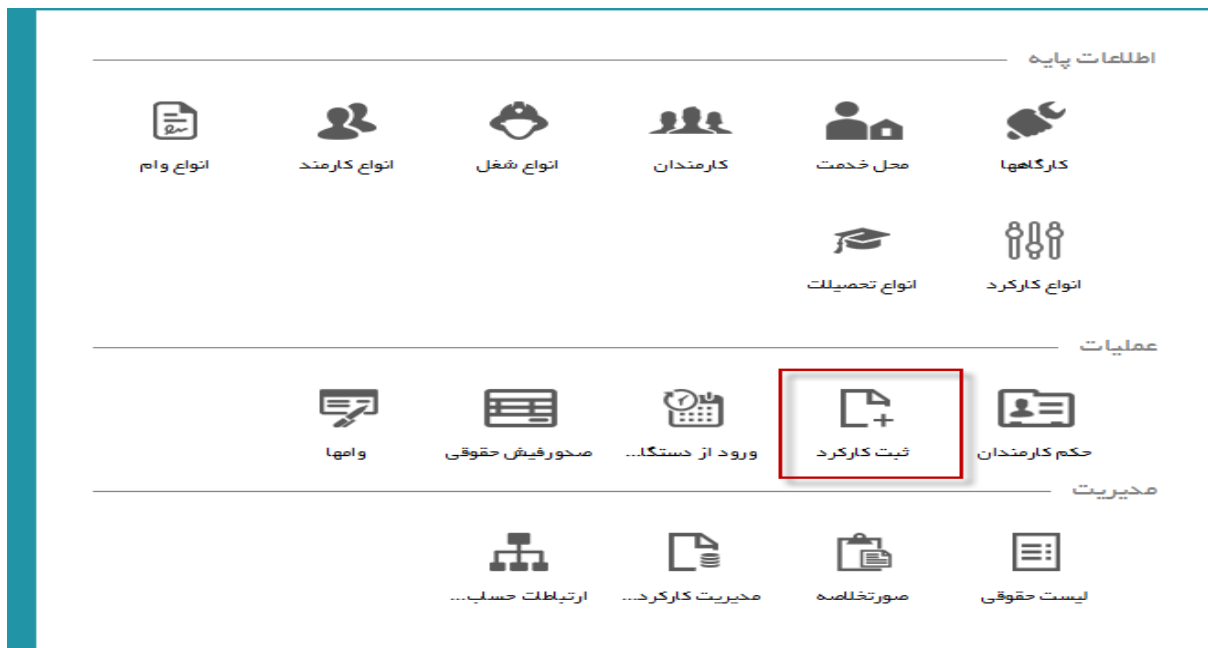 اطلاعات پایه
کارگاهها محل خدمت کارمندان انواع شغل انواع کارمند انواع وام
انواع کارکرد انواع تحصیلات
عملیات
حکم کارمندان ثبت کارکرد ورود از دستگا... صدورفیش حقوقی وامها
مدیریت
لیست حقوقی صورتخلاصه مدیریت کارکرد... ارتباطات حساب...